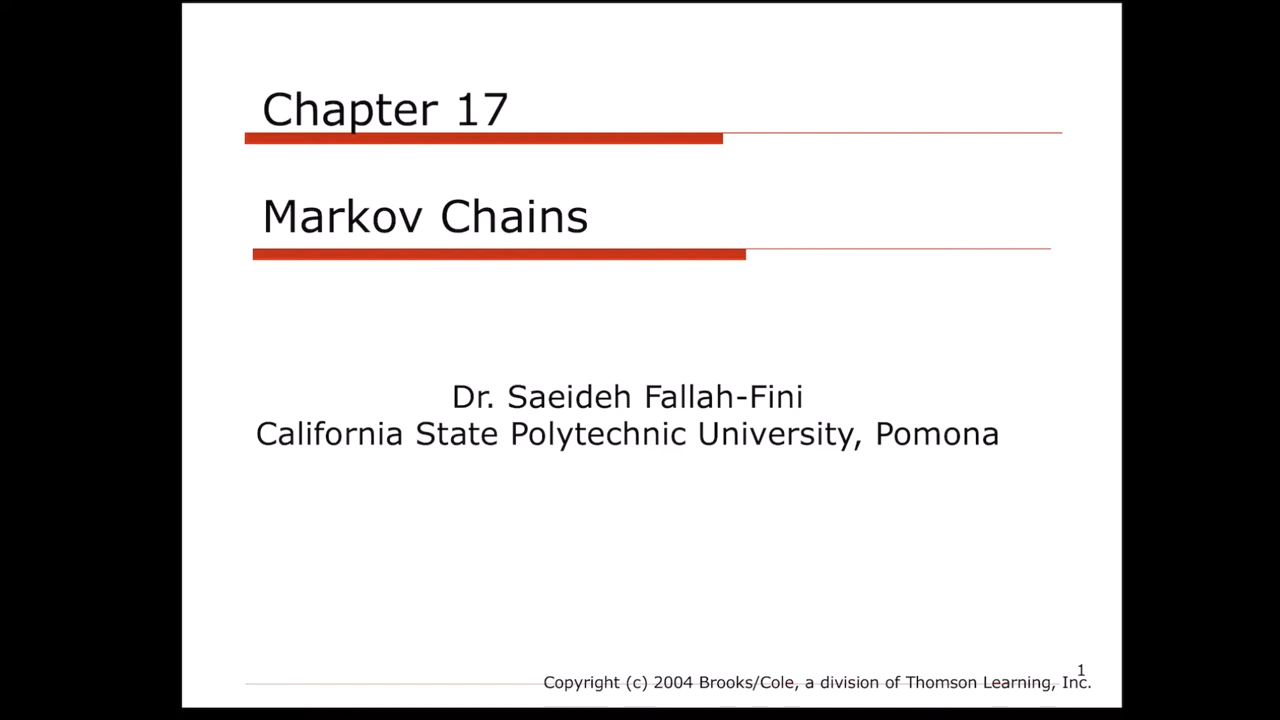 Chapter 17
Markov Chains
Dr. Saeideh Fallah-Fini
California State Polytechnic University, Pomona
1
Copyright (c) 2004 Brooks/Cole, a division of Thomson Learning, Inc.